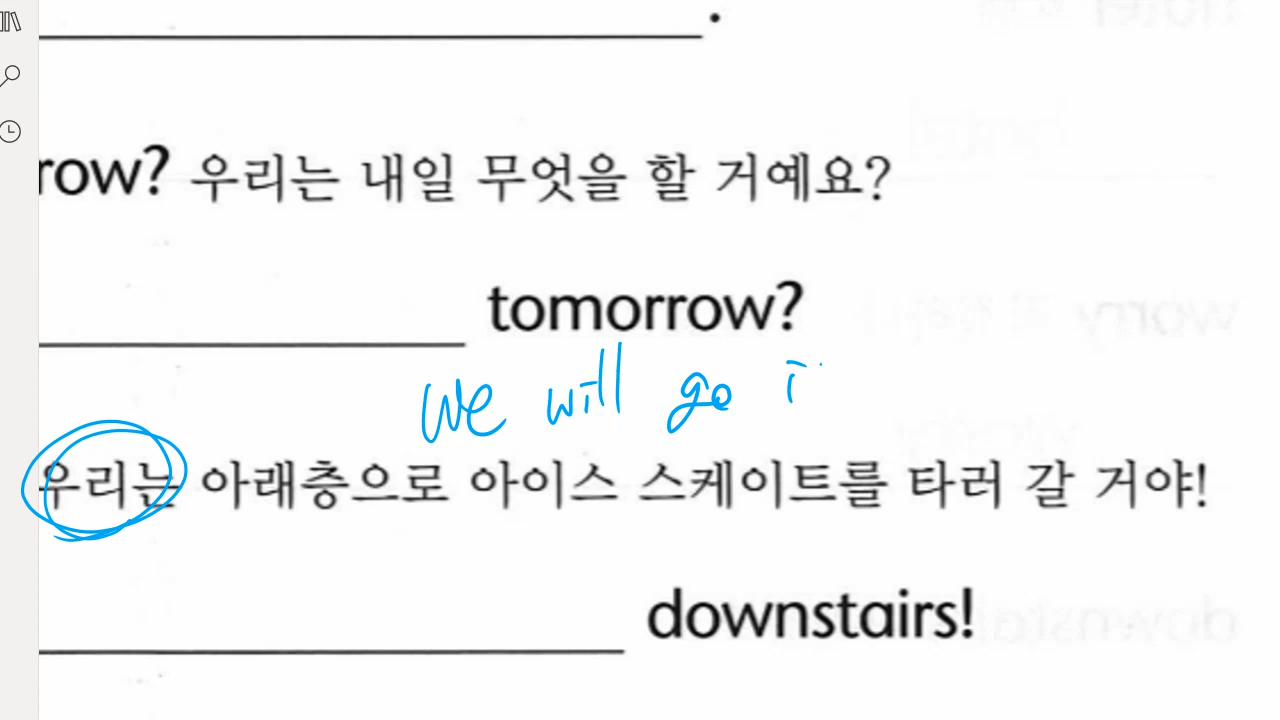 .
row? 우리는 내일 무엇을 할 거예요?
tomorrow?
we will go i
우리는 아래층으로 아이스 스케이트를 타러 갈 거야!
downstairs!